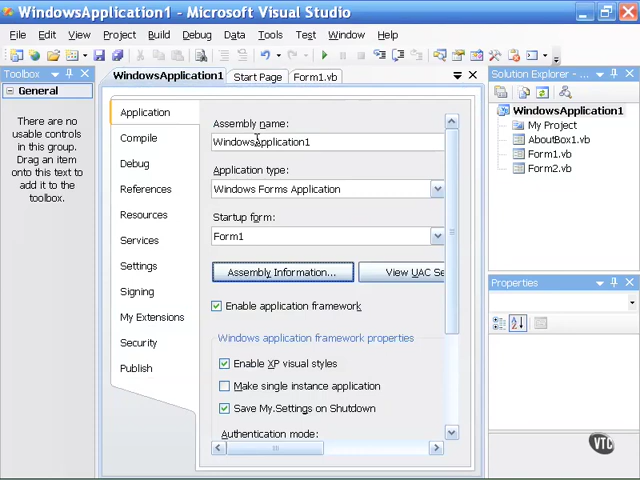 WindowsApplication1 - Microsoft Visual Studio
File Edit View Project Build Debug Data Tools Test Window Help
Toolbox
General
There are no
usable controls
in this group.
Drag an item
onto this text to
add it to the
toolbox.
WindowsApplication1 Start Page Form1.vb
Application
Compile
Debug
References
Resources
Services
Settings
Signing
My Extensions
Security
Publish
Assembly name:
WindowsApplication1
Application type:
Windows Forms Application
Startup form:
Form1
Assembly Information... View UAC Se
Enable application framework
Windows application framework properties
Enable XP visual styles
Make single instance application
Save My.Settings on Shutdown
Authentication mode:
Solution Explorer -
WindowsApplication1
My Project
AboutBox1.vb
Form1.vb
Form2.vb
Properties
VTC